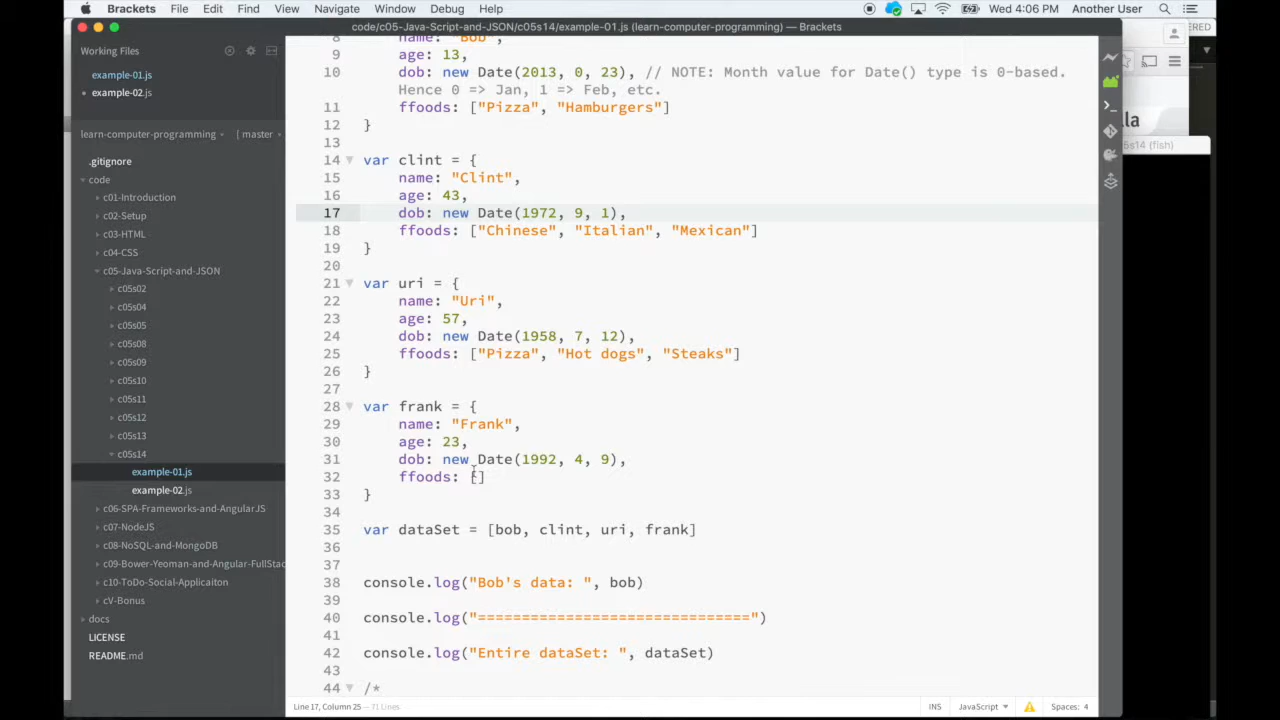 Brackets File Edit Find View Navigate Window Debug Help Wed 4:06 PM Another User
code/c05-Java-Script-and-JSON/c05s14/example-01.js (learn-computer-programming) — Brackets
Working Files
example-01.js
example-02.js
learn-computer-programming
[ master
.gitignore
code
c01-Introduction
c02-Setup
c03-HTML
c04-CSS
c05-Java-Script-and-JSON
c05s02
c05s04
c05s05
c05s08
c05s09
c05s10
c05s11
c05s12
c05s13
c05s14
example-01.js
example-02.js
c06-SPA-Frameworks-and-AngularJS
c07-NodeJS
c08-NoSQL-and-MongoDB
c09-Bower-Yeoman-and-Angular-FullStac
c10-ToDo-Social-Applicaiton
cV-Bonus
docs
LICENSE
README.md
8 name: "Bob",
9 age: 13,
10 dob: new Date(2013, 0, 23), // NOTE: Month value for Date() type is 0-based.
Hence 0 => Jan, 1 => Feb, etc.
11 ffoods: ["Pizza", "Hamburgers"]
12 }
13
14 var clint = {
15 name: "Clint",
16 age: 43,
17 dob: new Date(1972, 9, 1),
18 ffoods: ["Chinese", "Italian", "Mexican"]
19 }
20
21 var uri = {
22 name: "Uri",
23 age: 57,
24 dob: new Date(1958, 7, 12),
25 ffoods: ["Pizza", "Hot dogs", "Steaks"]
26 }
27
28 var frank = {
29 name: "Frank",
30 age: 23,
31 dob: new Date(1992, 4, 9),
32 ffoods: []
33 }
34
35 var dataSet = [bob, clint, uri, frank]
36
37
38 console.log("Bob's data: ", bob)
39
40 console.log("===============================")
41
42 console.log("Entire dataSet: ", dataSet)
43
44 /*
Line 17, Column 25 — 71 Lines
INS JavaScript Spaces: 4
ERED
lla
5s14 (fish)